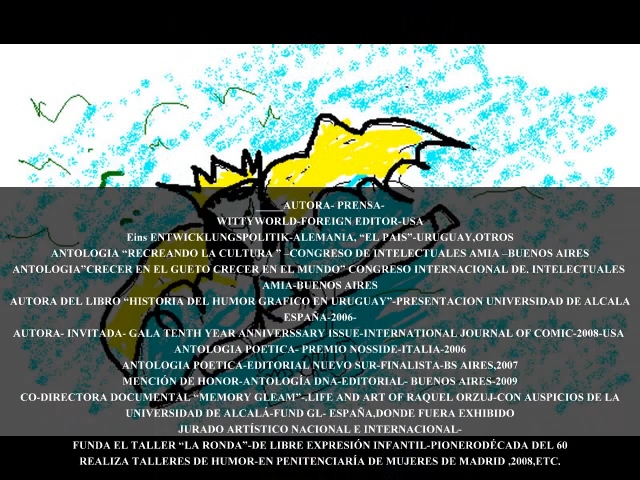 AUTORA- PRENSA-
WITTYWORLD-FOREIGN EDITOR-USA
Eins ENTWICKLUNGSPOLITIK-ALEMANIA. “EL PAIS”-URUGUAY,OTROS
ANTOLOGIA “RECREANDO LA CULTURA ” I CONGRESO DE INTELECTUALES AMIA –BUENOS AIRES
ANTOLOGIA”CRECER EN EL GUETO CRECER EN EL MUNDO” CONGRESO INTERNACIONAL DE. INTELECTUALES
AMIA-BUENOS AIRES
AUTORA DEL LIBRO “HISTORIA DEL HUMOR GRAFICO EN URUGUAY”-PRESENTACION UNIVERSIDAD DE ALCALA
ESPAÑA-2006-
AUTORA- INVITADA- GALA TENTH YEAR ANNIVERSSARY ISSUE-INTERNATIONAL JOURNAL OF COMIC-2008-USA
ANTOLOGIA POETICA- PREMIO NOSSIDE-ITALIA-2006
ANTOLOGIA POETICA-EDITORIAL NUEVO SUR-FINALISTA-BS AIRES,2007
MENCIÓN DE HONOR-ANTOLOGÍA DNA-EDITORIAL- BUENOS AIRES-2009
CO-DIRECTORA DOCUMENTAL “MEMORY GLEAM”-.LIFE AND ART OF RAQUEL ORZUJ-CON AUSPICIOS DE LA
UNIVERSIDAD DE ALCALÁ-FUND GL- ESPAÑA,DONDE FUERA EXHIBIDO
JURADO ARTÍSTICO NACIONAL E INTERNACIONAL-
FUNDA EL TALLER “LA RONDA”-DE LIBRE EXPRESIÓN INFANTIL-PIONERODÉCADA DEL 60
REALIZA TALLERES DE HUMOR-EN PENITENCIARÍA DE MUJERES DE MADRID ,2008,ETC.